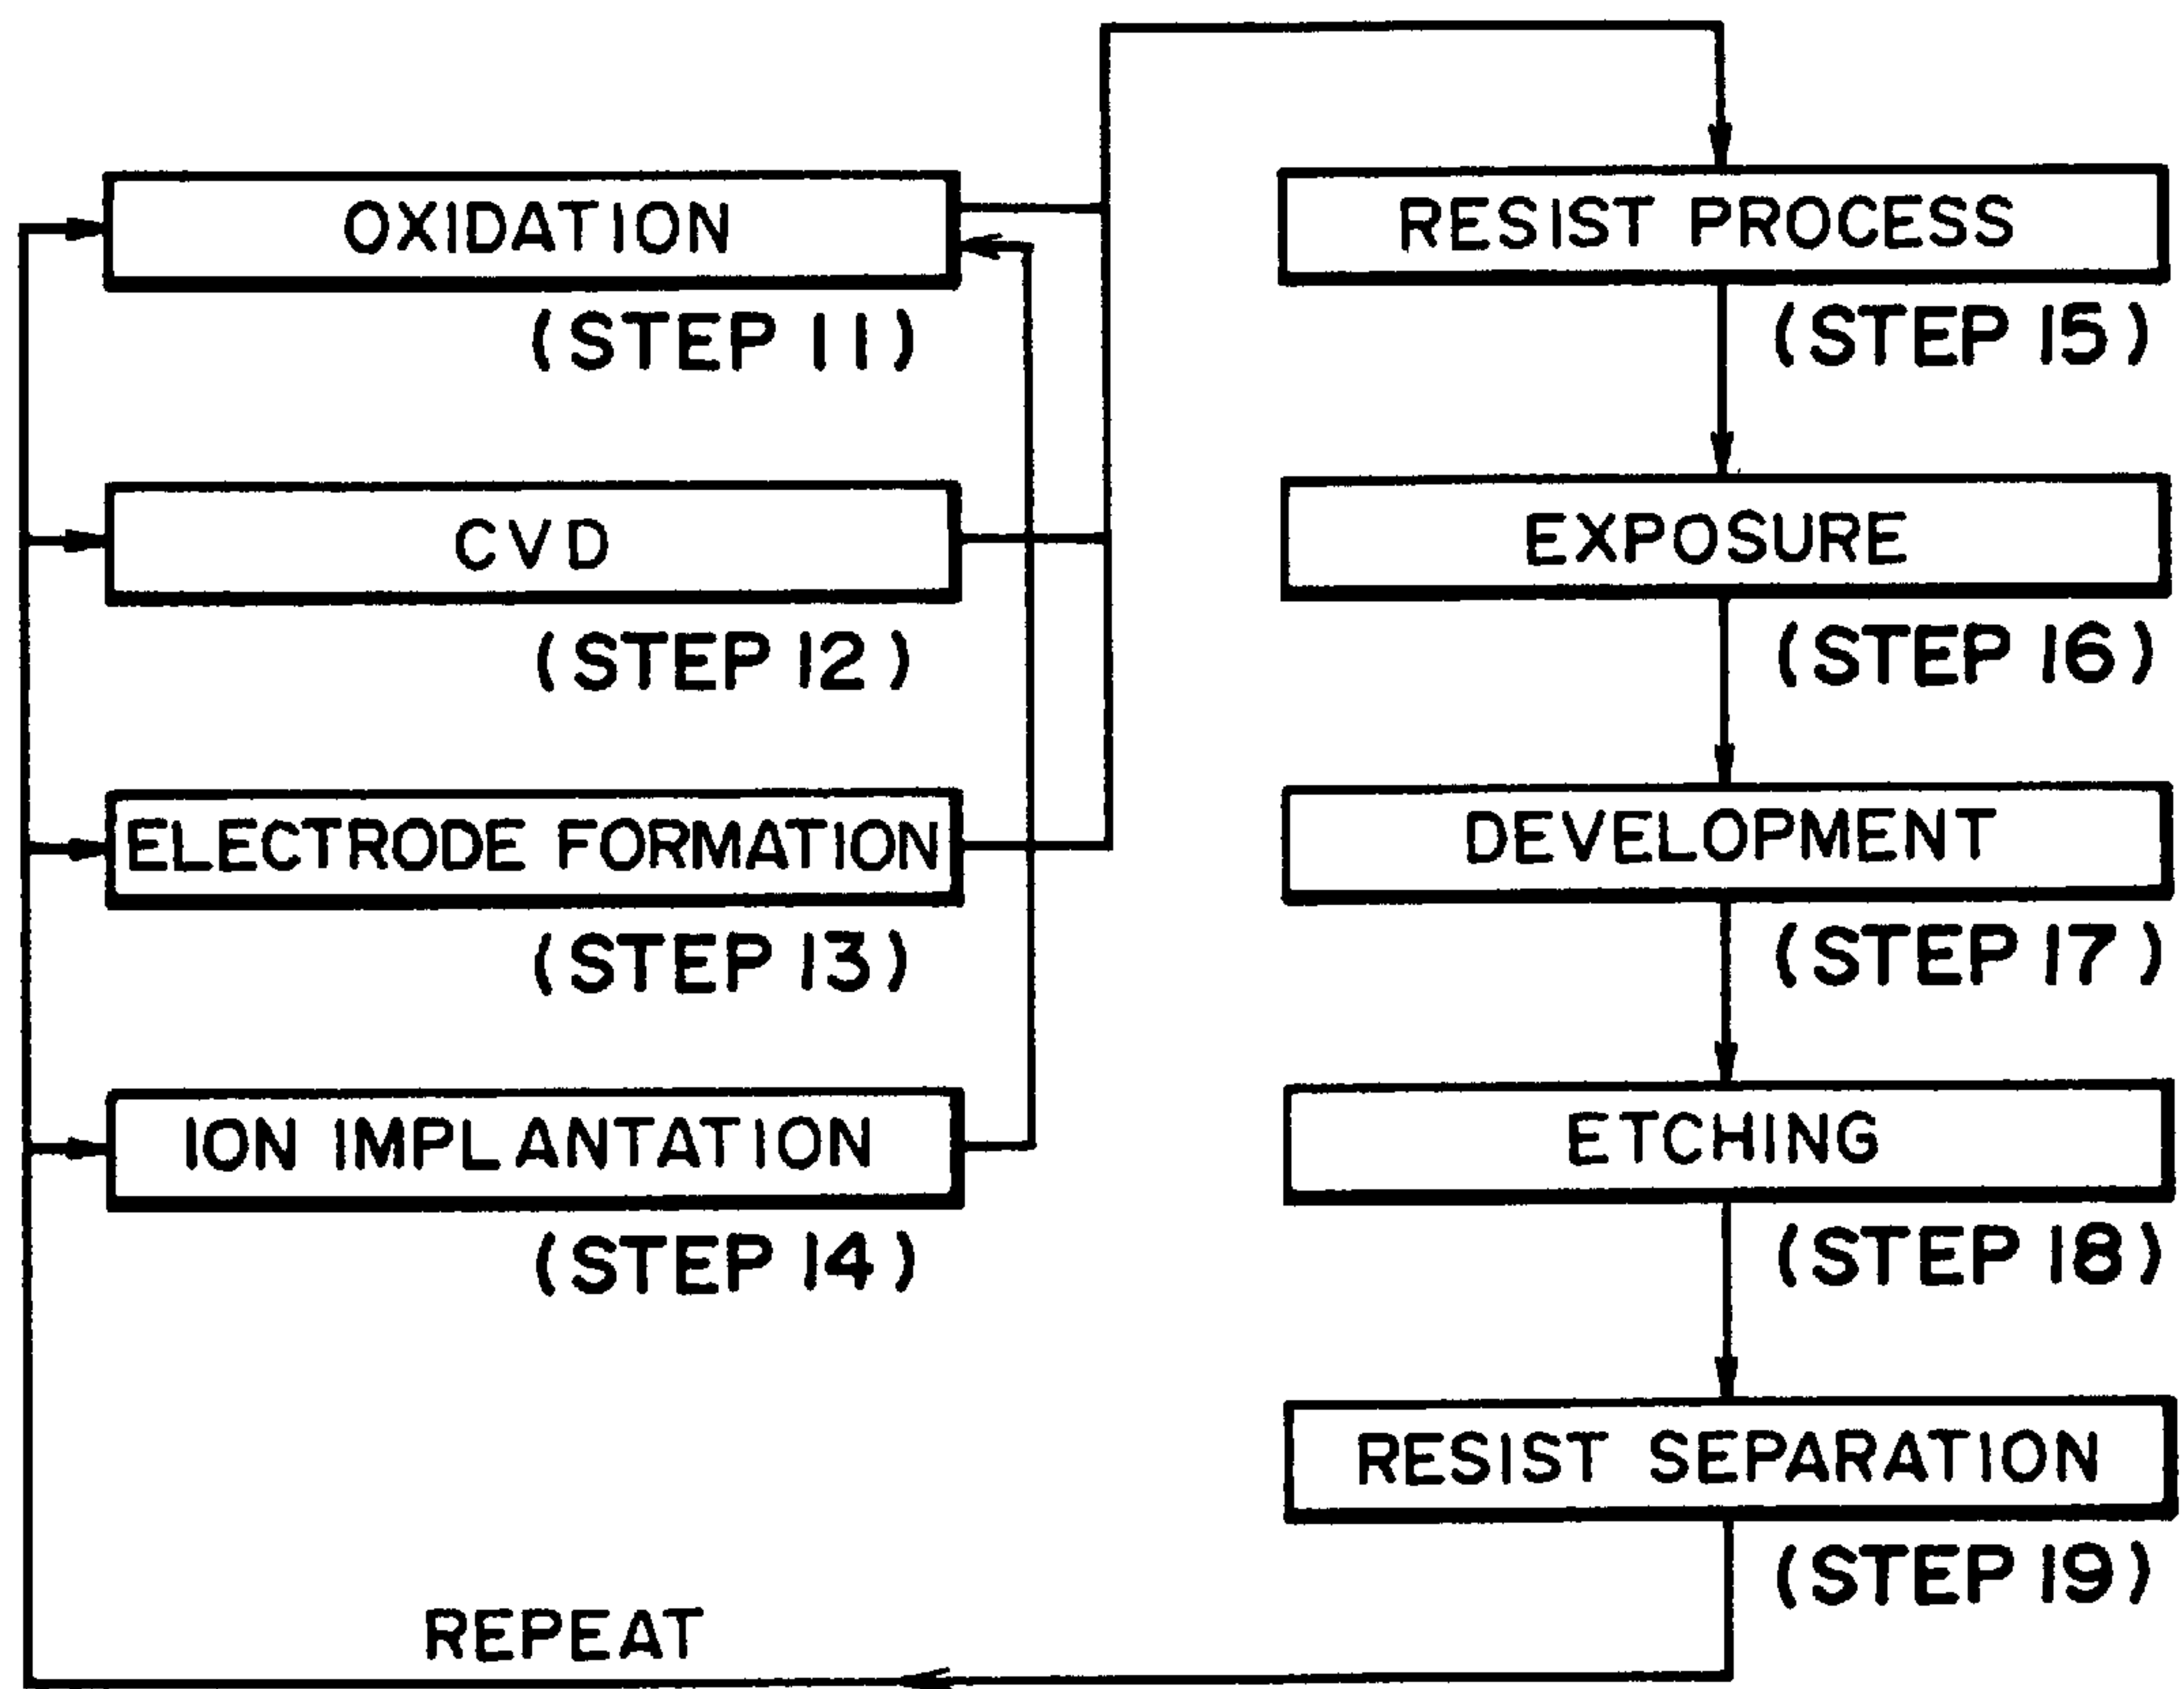 OXIDATION
(STEP 11)
CVD
(STEP 12)
ELECTRODE FORMATION
(STEP 13)
ION IMPLANTATION
(STEP 14)
REPEAT
RESIST PROCESS
(STEP 15)
EXPOSURE
(STEP 16)
DEVELOPMENT
(STEP 17)
ETCHING
(STEP 18)
RESIST SEPARATION
(STEP 19)